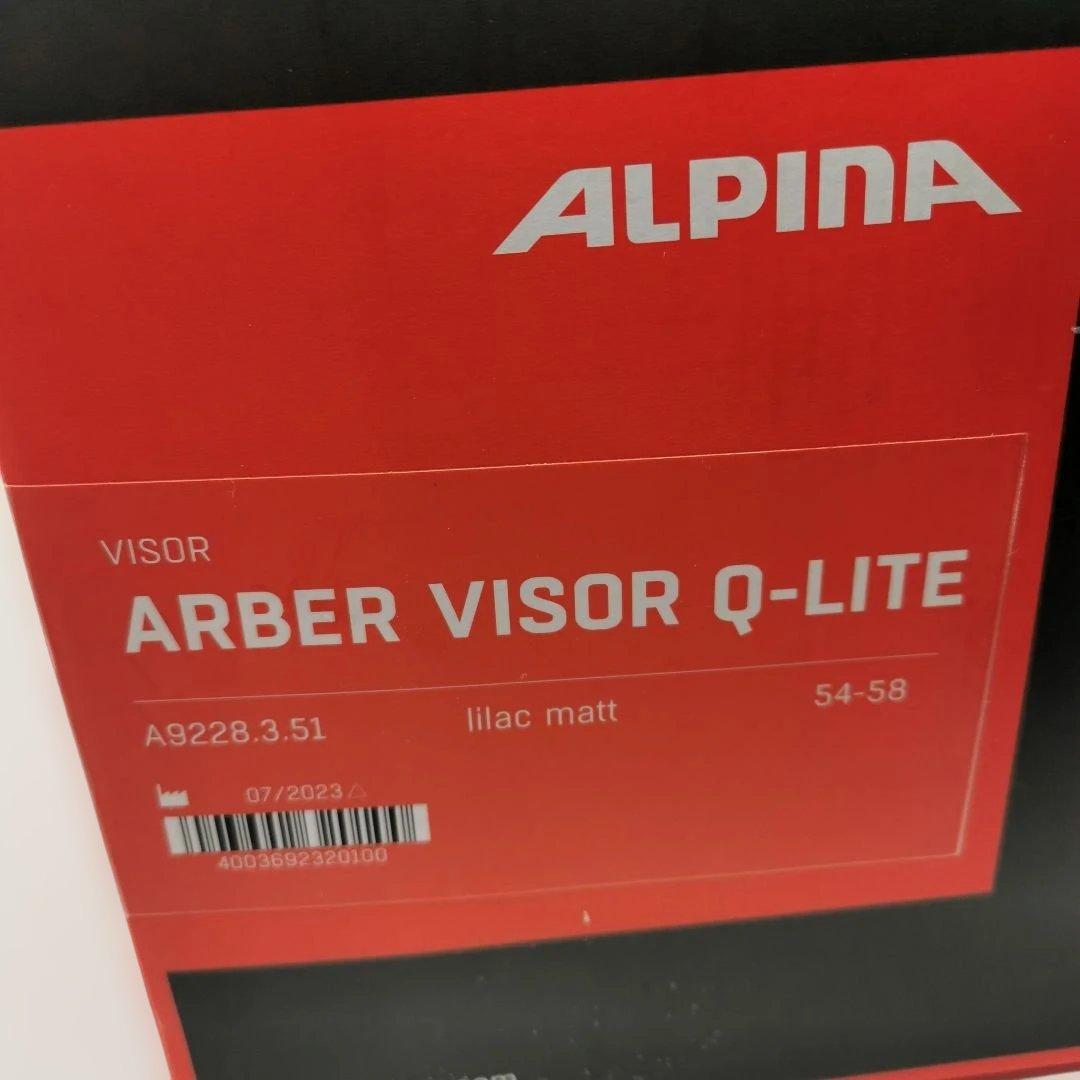 ALPINA
VISOR
ARBER VISOR Q-LITE
A9228.3.51 lilac matt 54-58
07/2023
4003692320100